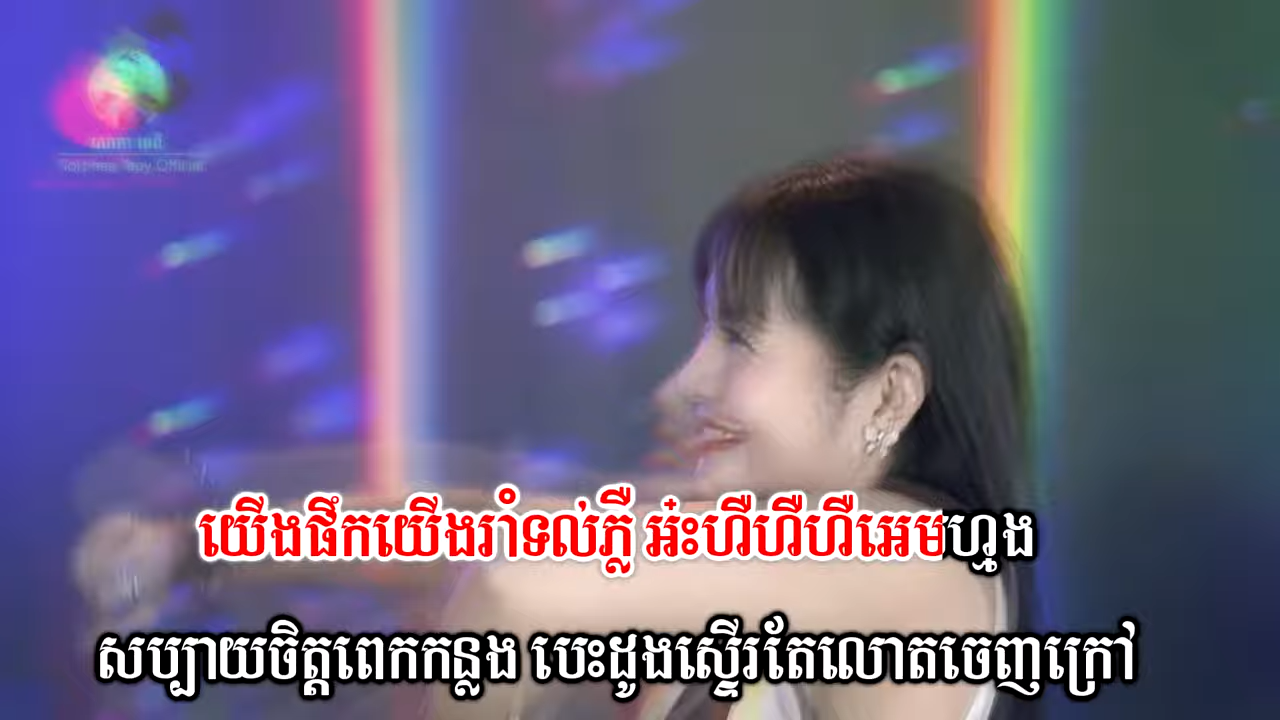 យើងផឹកយើងរាំទល់ភ្លឺ អ៎ះហឺហឺហឺអេមហ្មុង
សប្បាយចិត្តពេកកន្លង បេះដូងស្ទើរតែលោតចេញក្រៅ